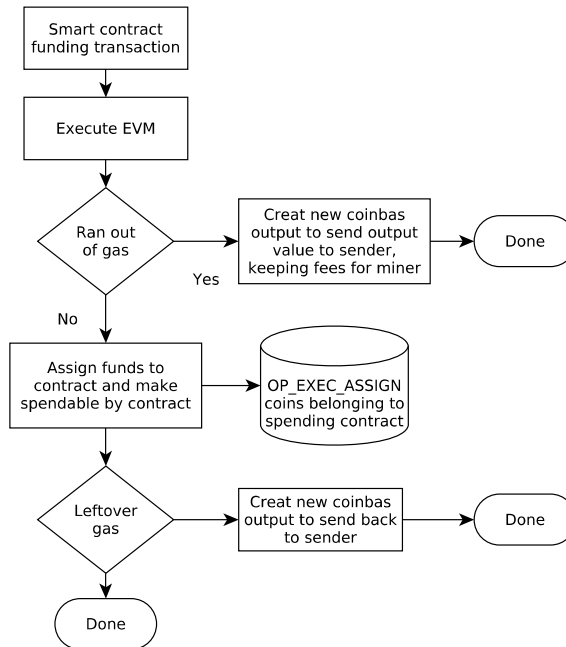 Smart contract
funding transaction
Execute EVM
Ran out
of gas
Creat new coinbas
output to send output
value to sender,
keeping fees for miner
Done
Yes
No
Assign funds to
contract and make
spendable by contract
OP_EXEC_ASSIGN
coins belonging to
spending contract
Leftover
gas
Creat new coinbas
output to send back
to sender
Done
Done